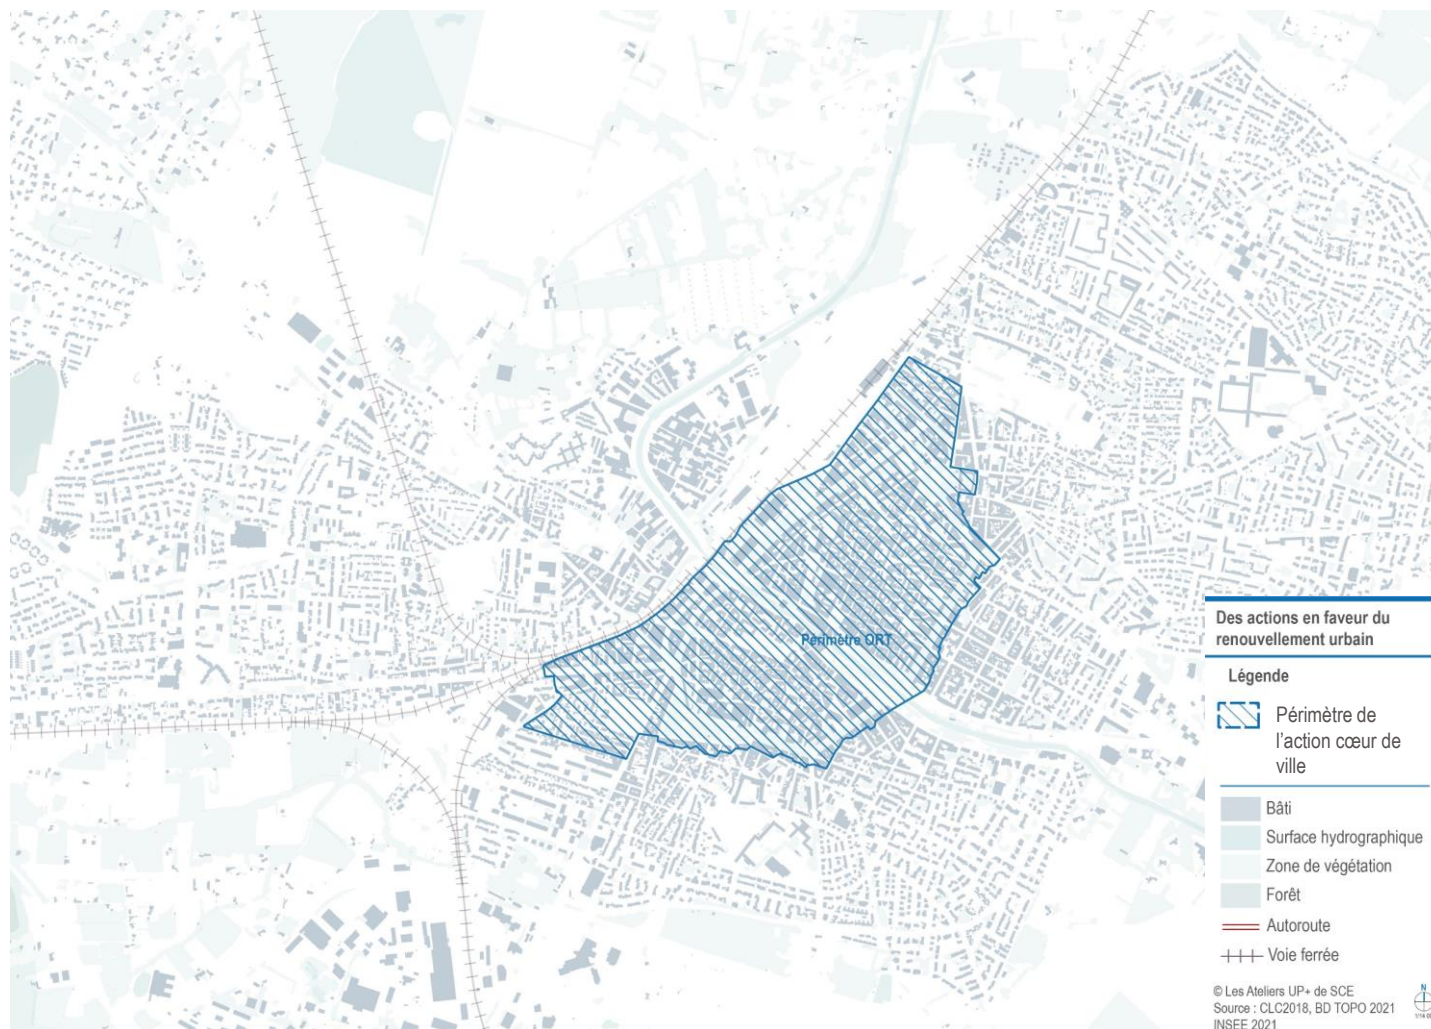 Périmètre ORT
Des actions en faveur du
renouvellement urbain
Légende
Périmètre de
l'action cœur de
ville
Bâti
Surface hydrographique
Zone de végétation
Forêt
Autoroute
Voie ferrée
© Les Ateliers UP+ de SCE
Source : CLC2018, BD TOPO 2021
INSEE 2021
N